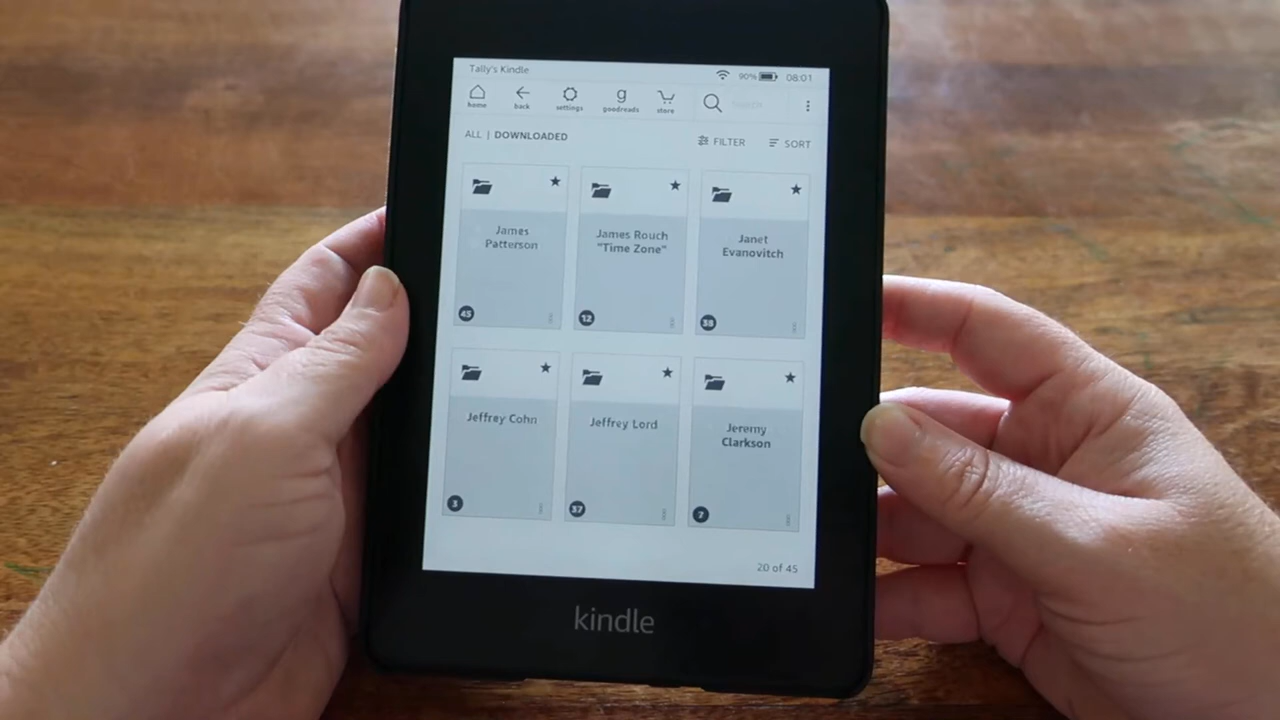 Tally's Kindle 90% 08:01
home back settings goodreads store
ALL | DOWNLOADED FILTER SORT
James
Patterson
45
James Rouch
"Time Zone"
12
Janet
Evanovitch
38
Jeffrey Cohn
3
Jeffrey Lord
37
Jeremy
Clarkson
7
20 of 45
kindle